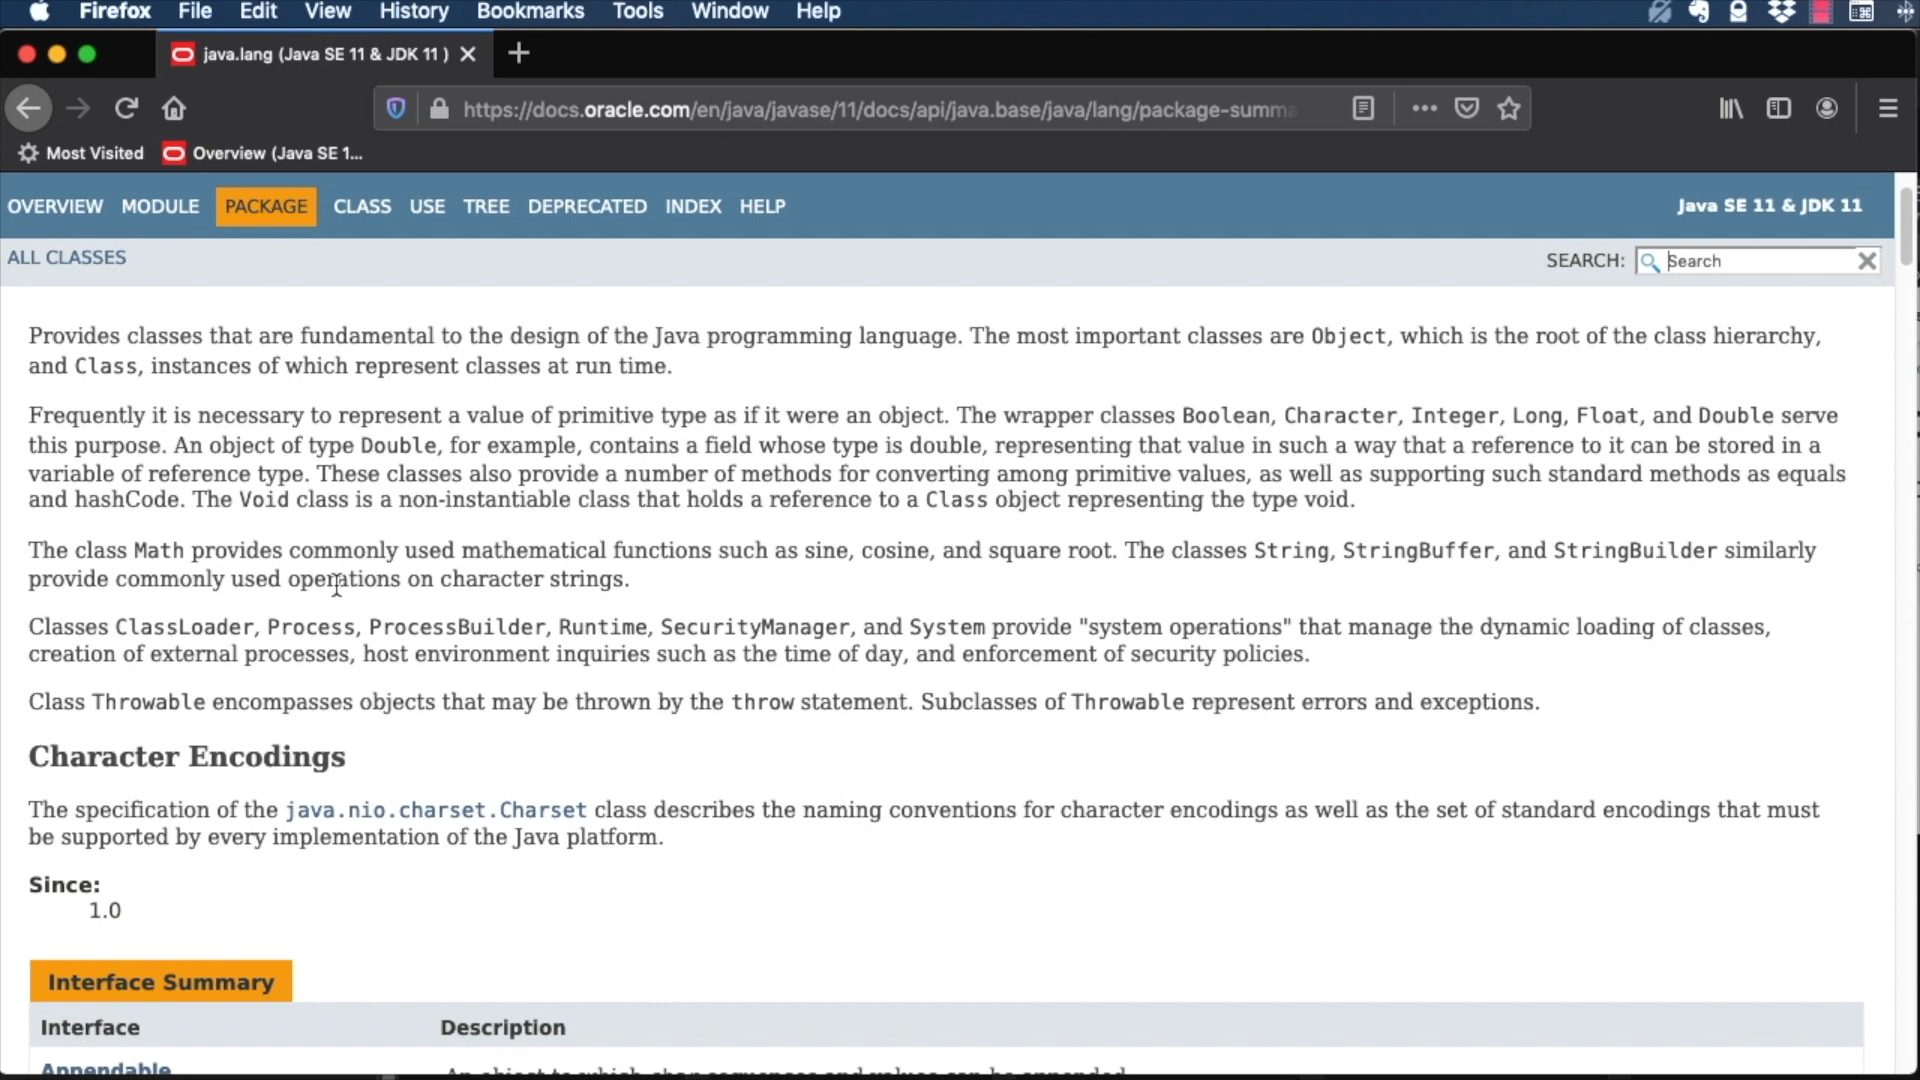 Firefox File Edit View History Bookmarks Tools Window Help
java.lang (Java SE 11 & JDK 11 )
https://docs.oracle.com/en/java/javase/11/docs/api/java.base/java/lang/package-summa
Most Visited Overview (Java SE 1...
OVERVIEW MODULE PACKAGE CLASS USE TREE DEPRECATED INDEX HELP Java SE 11 & JDK 11
ALL CLASSES SEARCH: Search
Provides classes that are fundamental to the design of the Java programming language. The most important classes are Object, which is the root of the class hierarchy,
and Class, instances of which represent classes at run time.
Frequently it is necessary to represent a value of primitive type as if it were an object. The wrapper classes Boolean, Character, Integer, Long, Float, and Double serve
this purpose. An object of type Double, for example, contains a field whose type is double, representing that value in such a way that a reference to it can be stored in a
variable of reference type. These classes also provide a number of methods for converting among primitive values, as well as supporting such standard methods as equals
and hashCode. The Void class is a non-instantiable class that holds a reference to a Class object representing the type void.
The class Math provides commonly used mathematical functions such as sine, cosine, and square root. The classes String, StringBuffer, and StringBuilder similarly
provide commonly used operations on character strings.
Classes ClassLoader, Process, ProcessBuilder, Runtime, SecurityManager, and System provide "system operations" that manage the dynamic loading of classes,
creation of external processes, host environment inquiries such as the time of day, and enforcement of security policies.
Class Throwable encompasses objects that may be thrown by the throw statement. Subclasses of Throwable represent errors and exceptions.
Character Encodings
The specification of the java.nio.charset.Charset class describes the naming conventions for character encodings as well as the set of standard encodings that must
be supported by every implementation of the Java platform.
Since:
1.0
Interface Summary
Interface Description
Appendable An object to which char sequences and values can be appended.